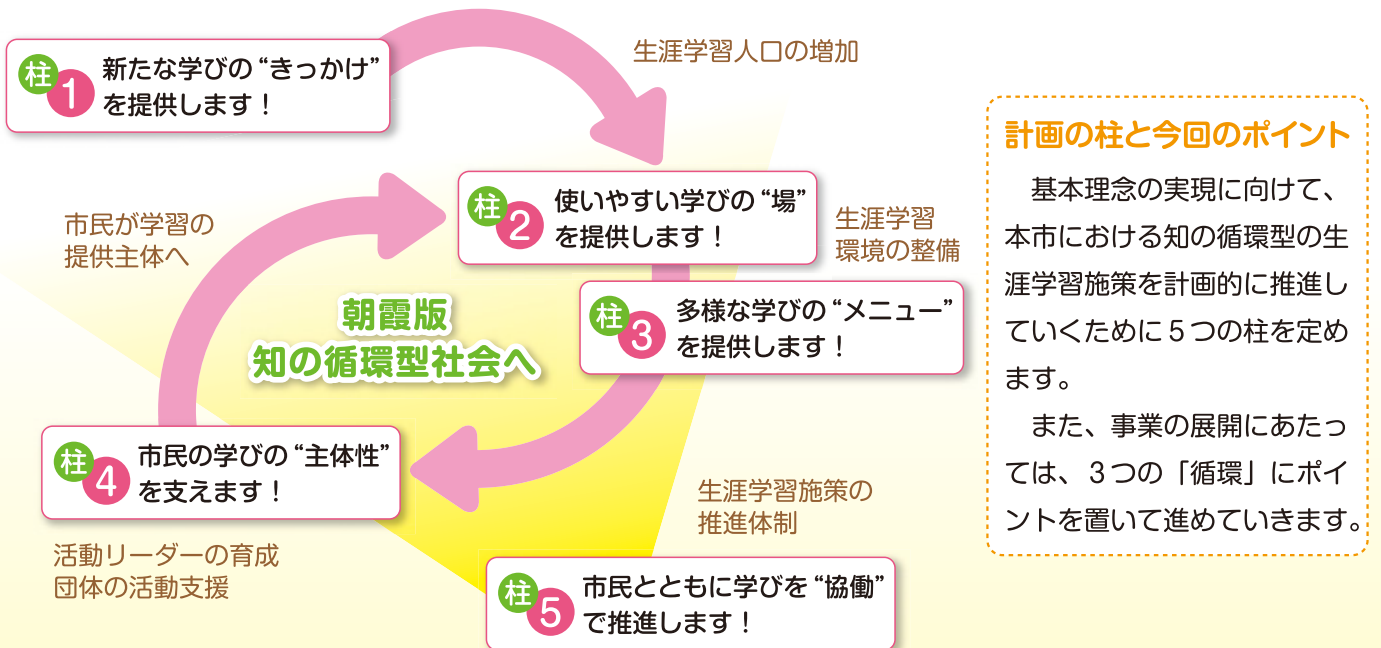 柱1 新たな学びの“きっかけ”
を提供します！
生涯学習人口の増加
柱2 使いやすい学びの“場”
を提供します！
生涯学習
環境の整備
市民が学習の
提供主体へ
朝霞版
知の循環型社会へ
柱3 多様な学びの“メニュー”
を提供します！
柱4 市民の学びの“主体性”
を支えます！
活動リーダーの育成
団体の活動支援
生涯学習施策の
推進体制
柱5 市民とともに学びを“協働”
で推進します！
計画の柱と今回のポイント
　基本理念の実現に向けて、
本市における知の循環型の生
涯学習施策を計画的に推進し
ていくために５つの柱を定め
ます。
　また、事業の展開にあたっ
ては、３つの「循環」にポイ
ントを置いて進めていきます。